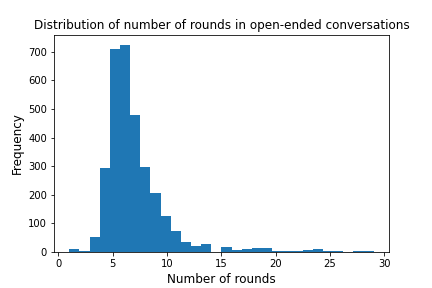 Distribution of number of rounds in open-ended conversations
700
600
500
400
300
200
100
0
Frequency
0 5 10 15 20 25 30
Number of rounds